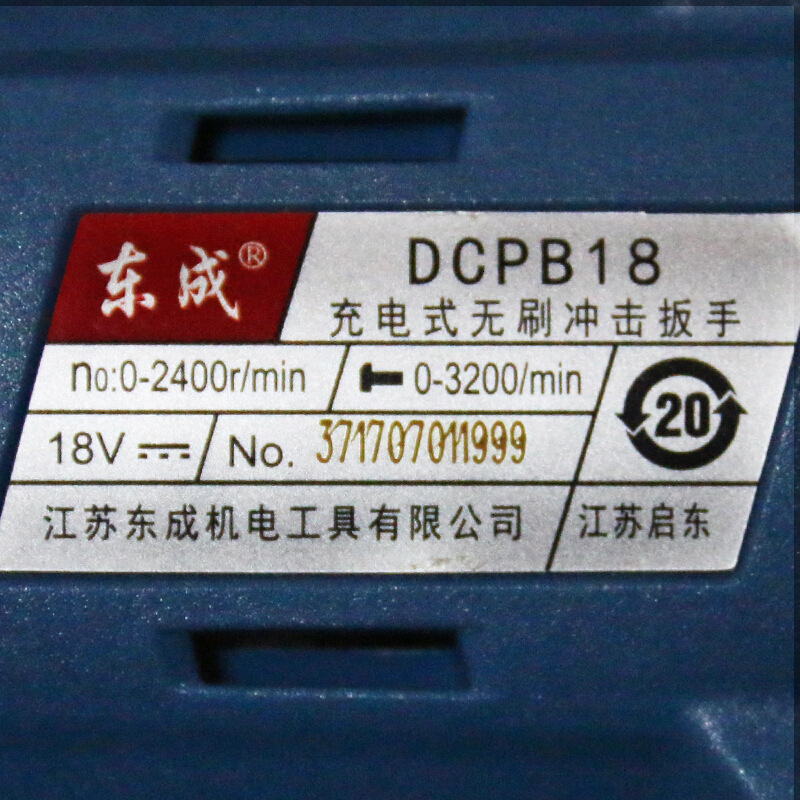 东成®
DCPB18
充电式无刷冲击扳手
no:0-2400r/min
0-3200/min
20
18V
No. 371707011999
江苏东成机电工具有限公司
江苏启东